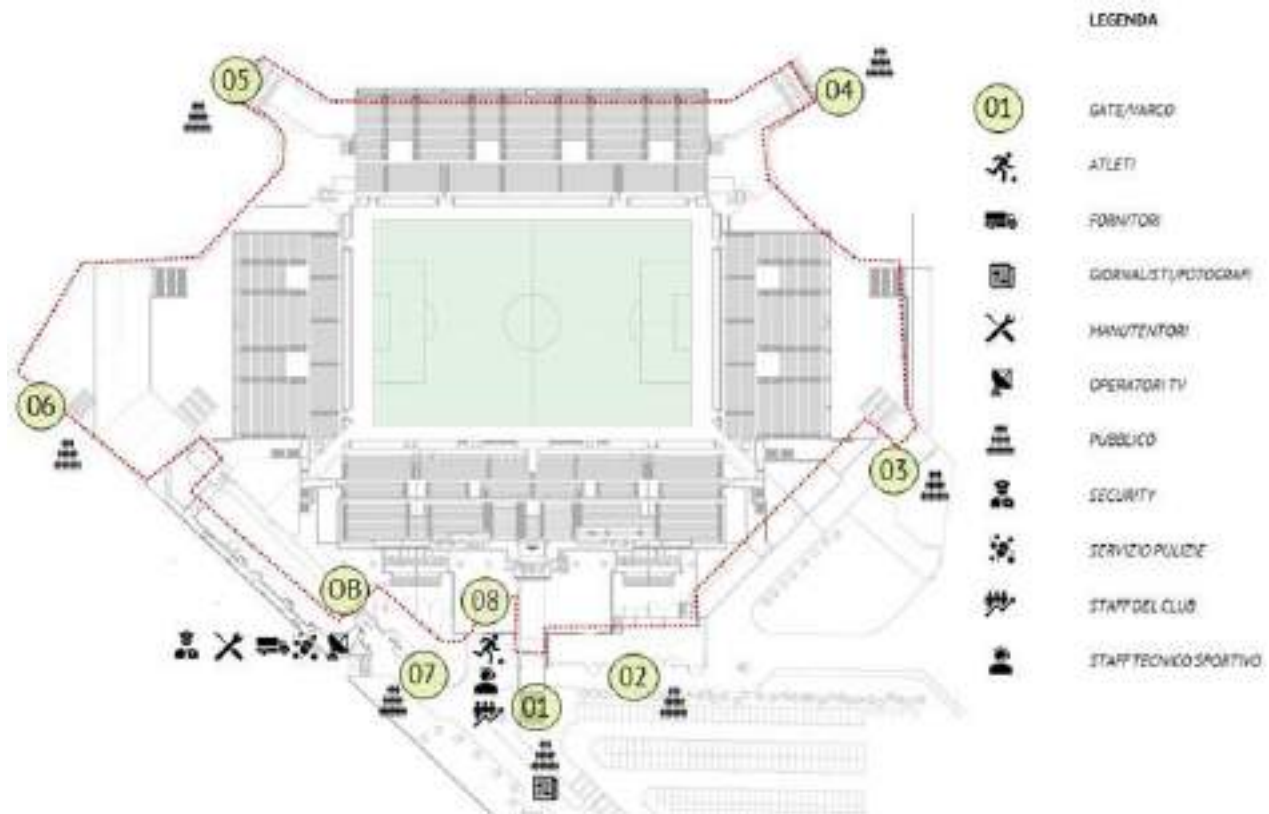 LEGENDA
05
04
01
GATE/VARCO
ATLETI
FORNITORI
GIORNALISTI/FOTOGRAFI
MANUTENTORI
OPERATORI TV
06
PUBBLICO
03
SECURITY
SERVIZIO PULIZIE
OB
08
STAFF DEL CLUB
07
02
STAFF TECNICO SPORTIVO
01